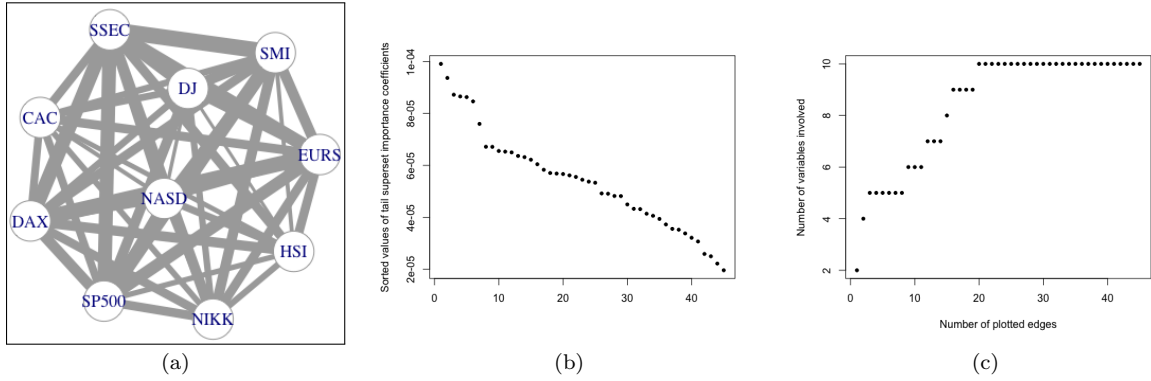 SSEC
SMI
DJ
CAC
EURS
NASD
DAX
HSI
SP500
NIKK
(a)
Sorted values of tail superset importance coefficients
1e-04
8e-05
6e-05
4e-05
2e-05
0 10 20 30 40
(b)
Number of variables involved
10
8
6
4
2
0 10 20 30 40
Number of plotted edges
(c)